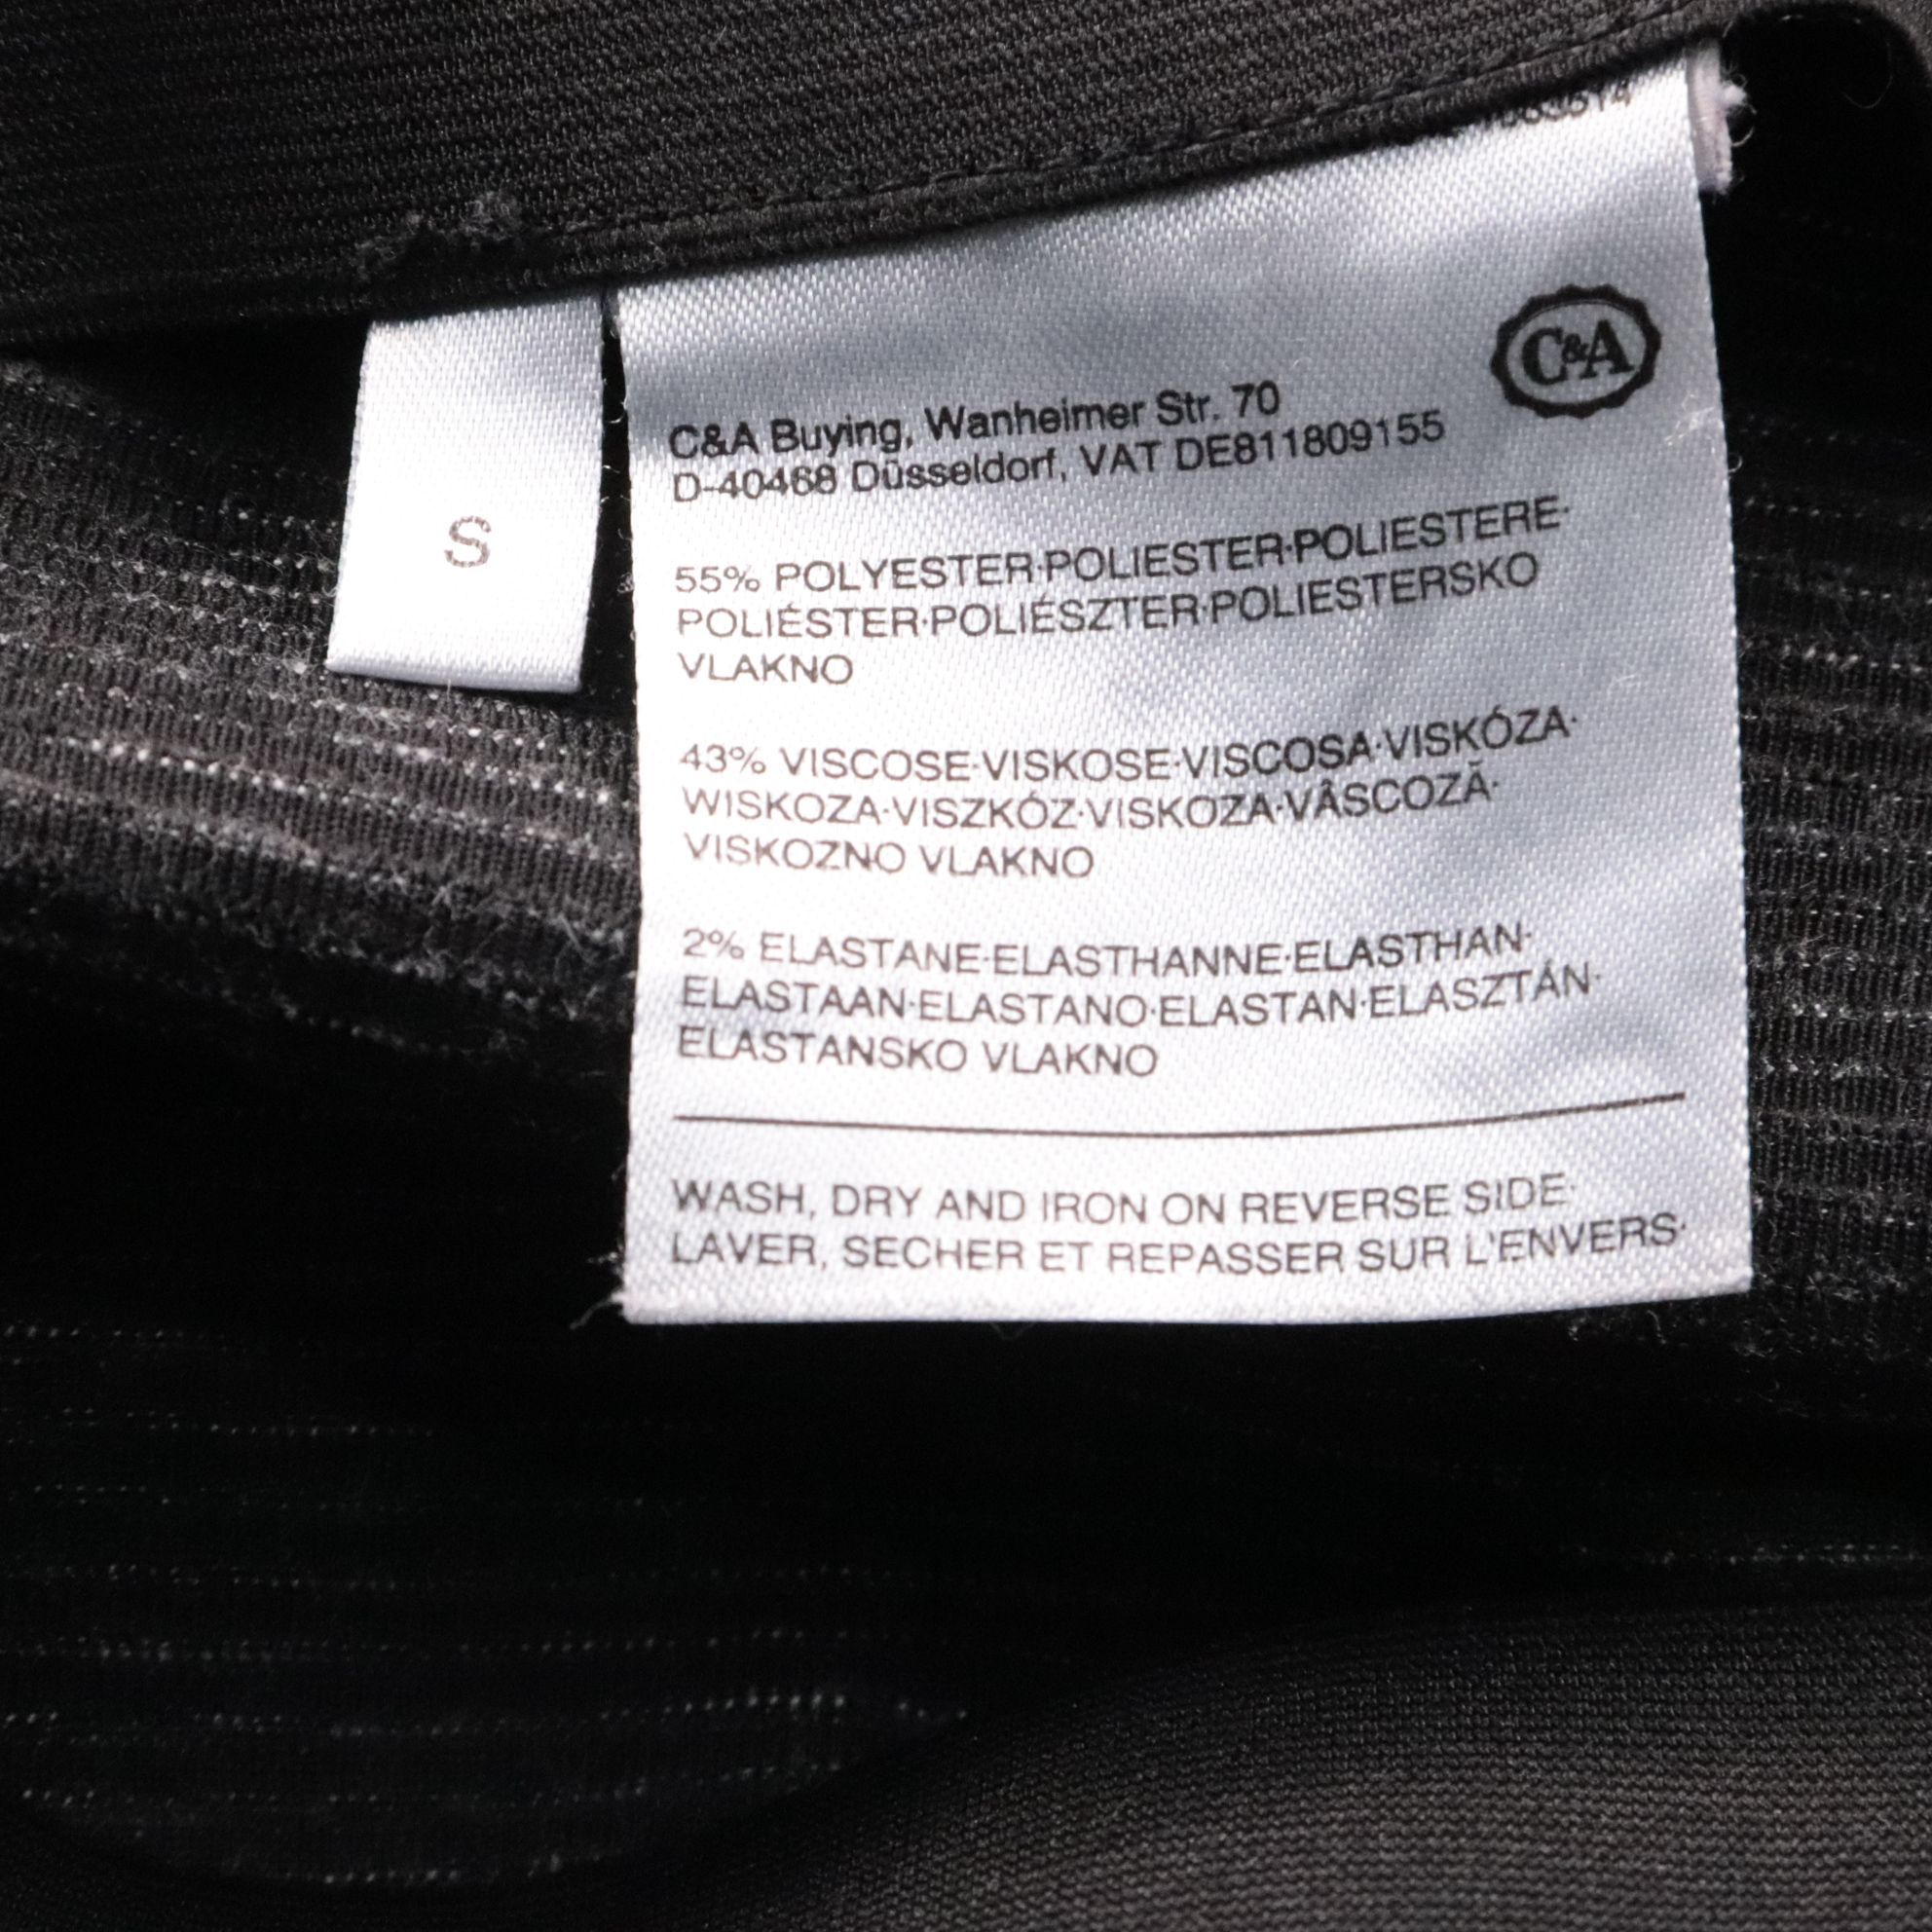 C&A
C&A Buying, Wanheimer Str. 70
D-40468 Düsseldorf, VAT DE811809155
S
55% POLYESTER·POLIESTER·POLIESTERE·
POLIÉSTER·POLIÉSZTER·POLIESTERSKO
VLAKNO
43% VISCOSE·VISKOSE·VISCOSA·VISKÓZA·
WISKOZA·VISZKÓZ·VISKOZA·VÂSCOZĂ·
VISKOZNO VLAKNO
2% ELASTANE·ELASTHANNE·ELASTHAN·
ELASTAAN·ELASTANO·ELASTAN·ELASZTÁN·
ELASTANSKO VLAKNO
WASH, DRY AND IRON ON REVERSE SIDE·
LAVER, SECHER ET REPASSER SUR L'ENVERS·